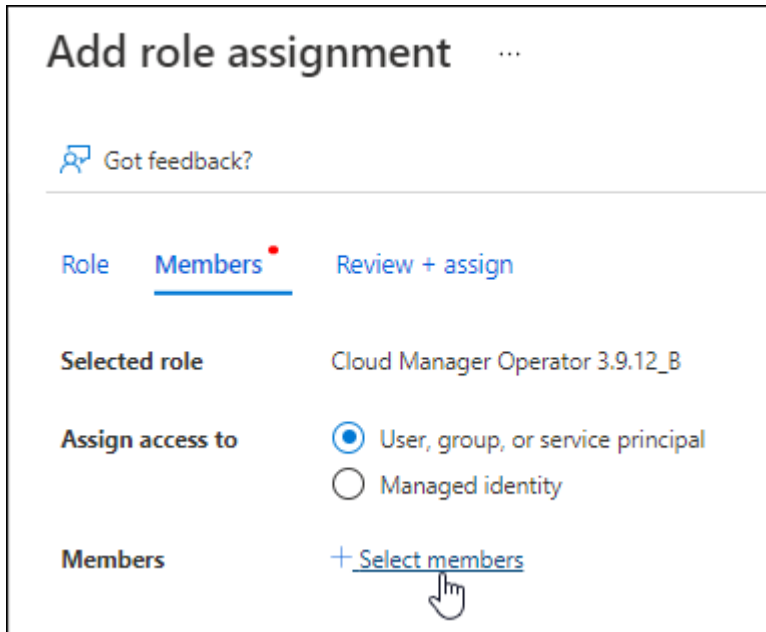 Add role assignment ...
Got feedback?
Role Members Review + assign
Selected role Cloud Manager Operator 3.9.12_B
Assign access to User, group, or service principal
Managed identity
Members + Select members